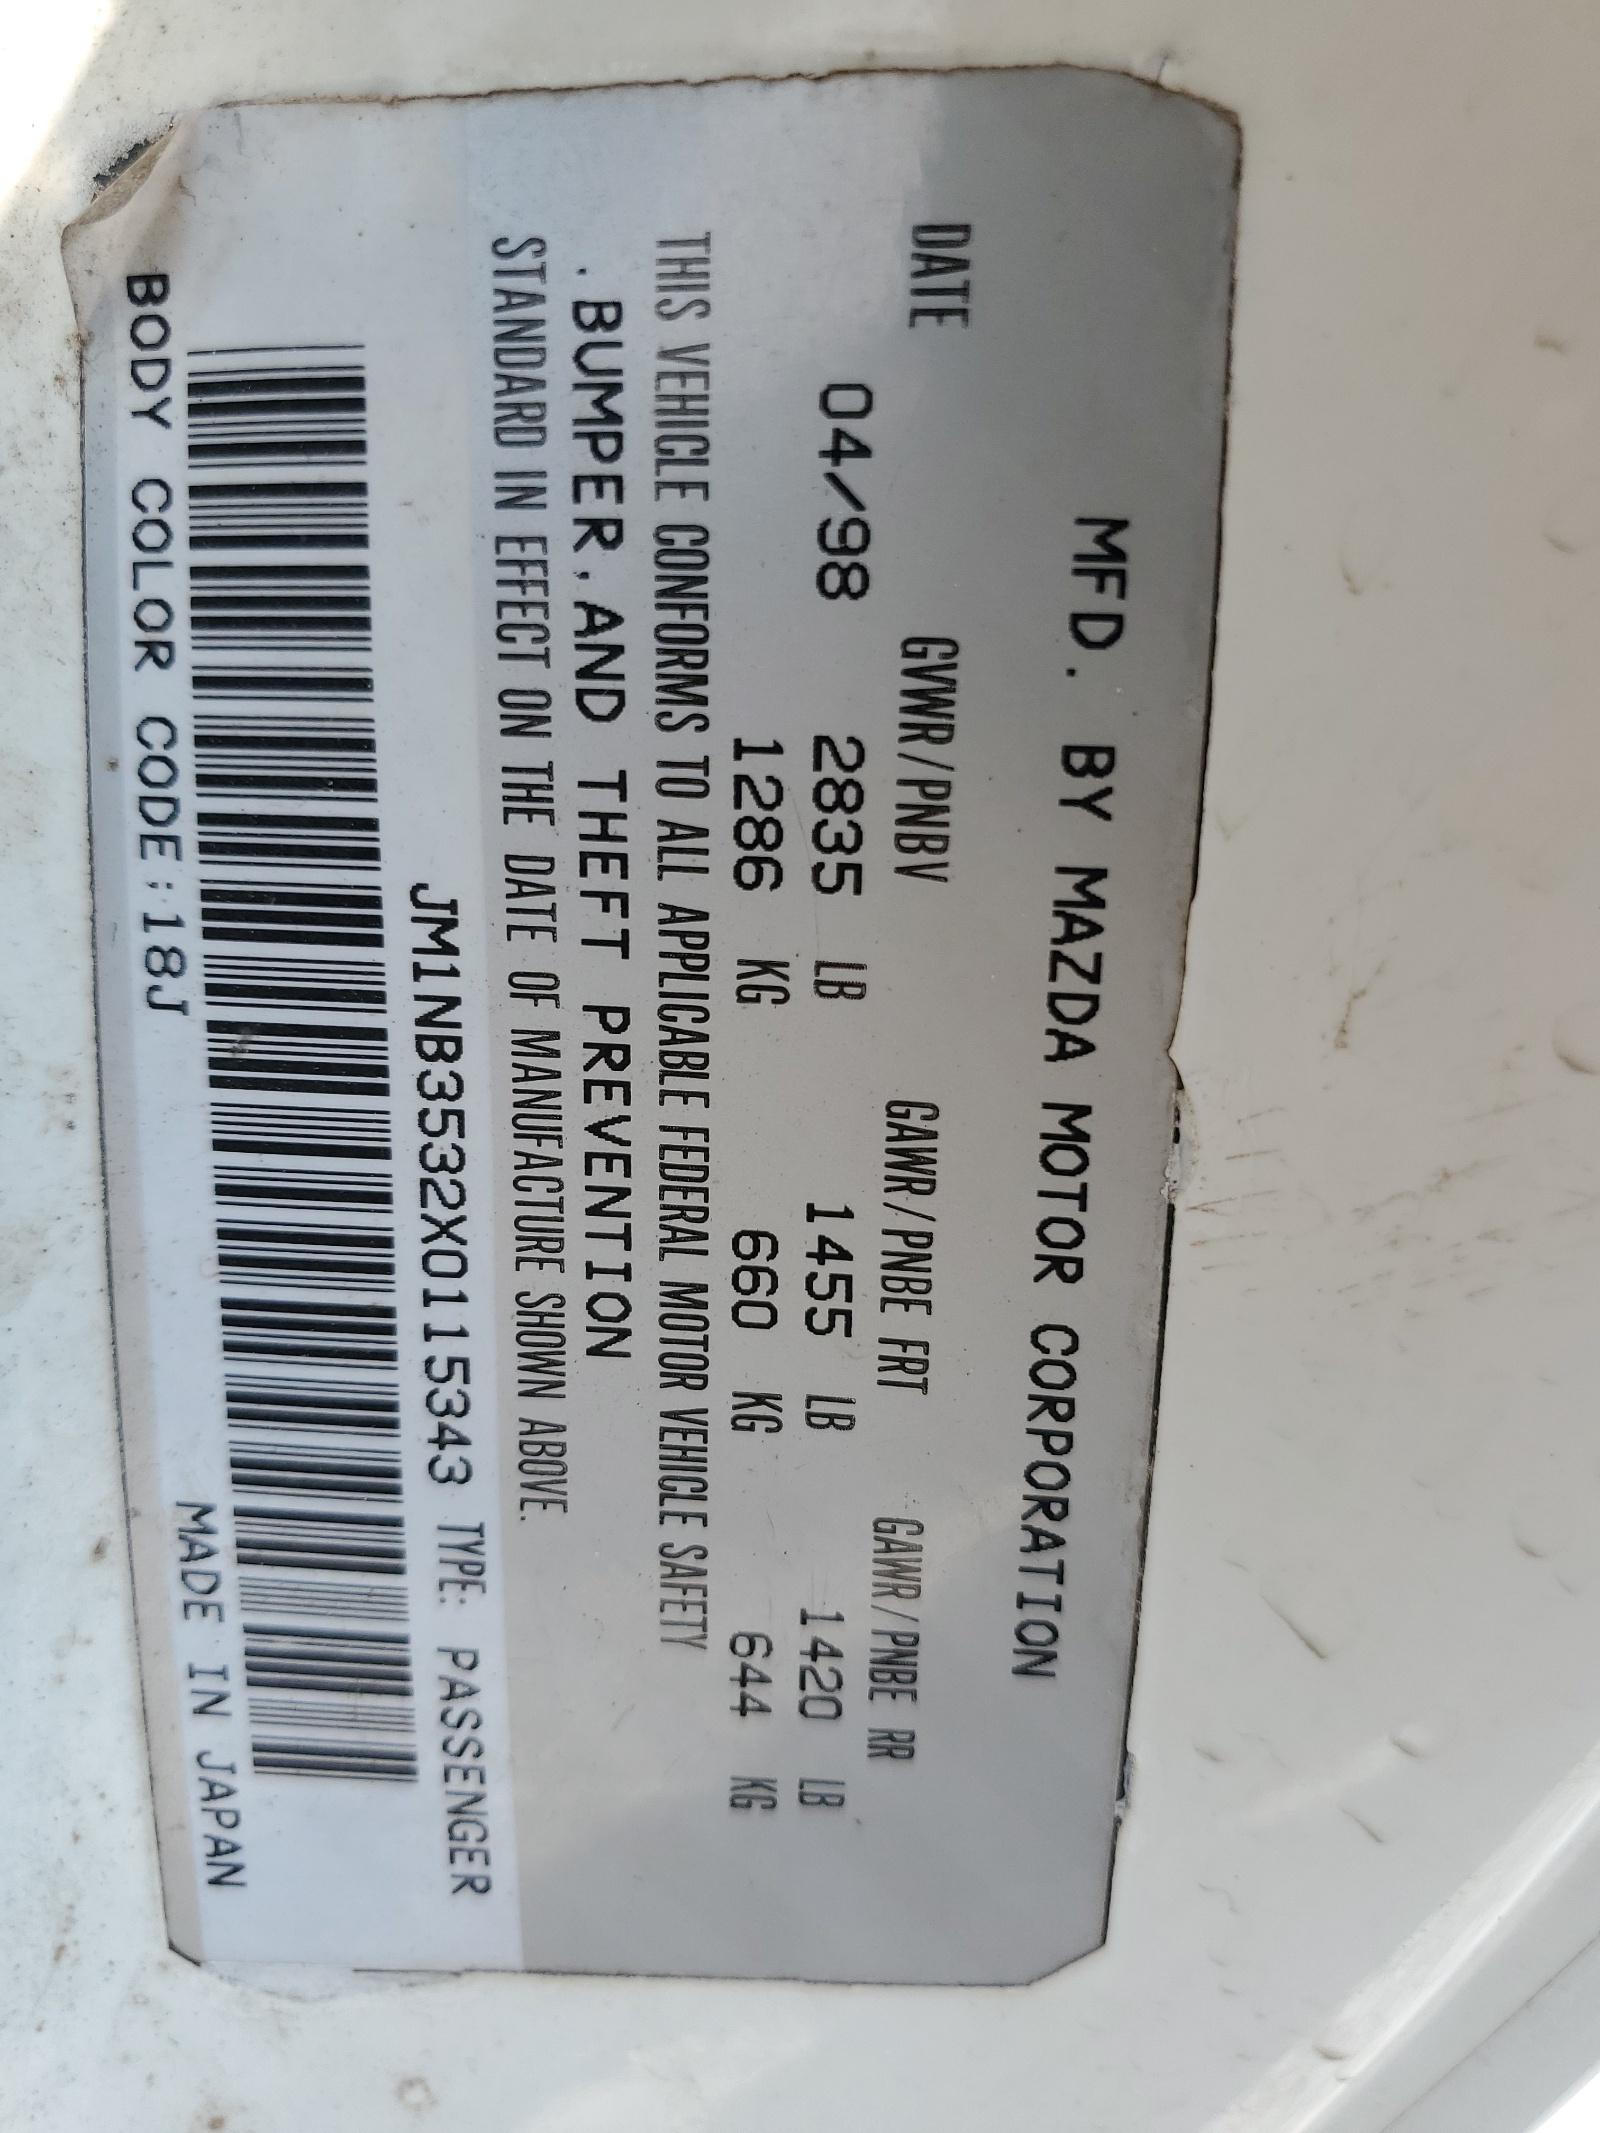 MFD. BY MAZDA MOTOR CORPORATION
DATE GVWR/PNBV GAWR/PNBE FRT GAWR/PNBE RR
04/98 2835 LB 1455 LB 1420 LB
1286 KG 660 KG 644 KG
THIS VEHICLE CONFORMS TO ALL APPLICABLE FEDERAL MOTOR VEHICLE SAFETY
. BUMPER, AND THEFT PREVENTION
STANDARD IN EFFECT ON THE DATE OF MANUFACTURE SHOWN ABOVE.
JM1NB3532X0115343 TYPE: PASSENGER
BODY COLOR CODE:18J MADE IN JAPAN